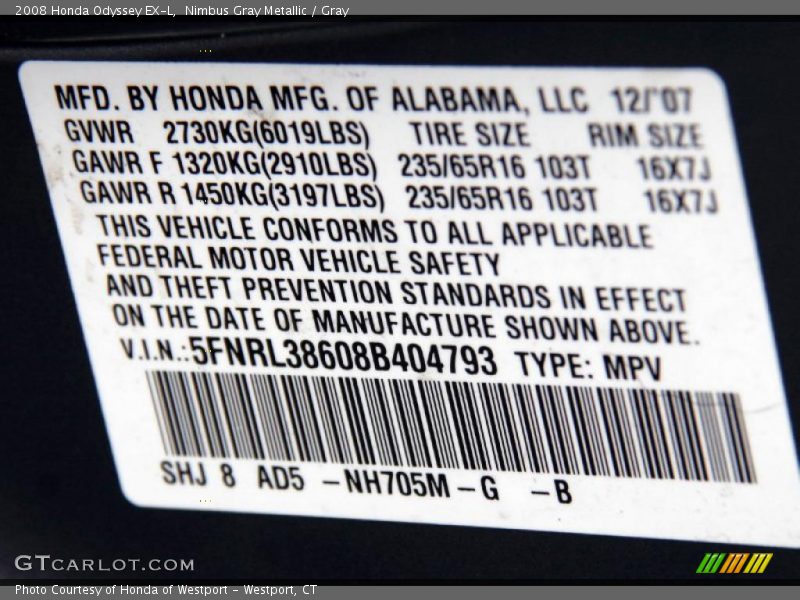 2008 Honda Odyssey EX-L, Nimbus Gray Metallic / Gray
MFD. BY HONDA MFG. OF ALABAMA, LLC 12/'07
GVWR 2730KG(6019LBS) TIRE SIZE RIM SIZE
GAWR F 1320KG(2910LBS) 235/65R16 103T 16X7J
GAWR R 1450KG(3197LBS) 235/65R16 103T 16X7J
THIS VEHICLE CONFORMS TO ALL APPLICABLE
FEDERAL MOTOR VEHICLE SAFETY
AND THEFT PREVENTION STANDARDS IN EFFECT
ON THE DATE OF MANUFACTURE SHOWN ABOVE.
V.I.N.:5FNRL38608B404793 TYPE: MPV
SHJ 8 AD5 -NH705M-G -B
GTCARLOT.COM
Photo Courtesy of Honda of Westport - Westport, CT